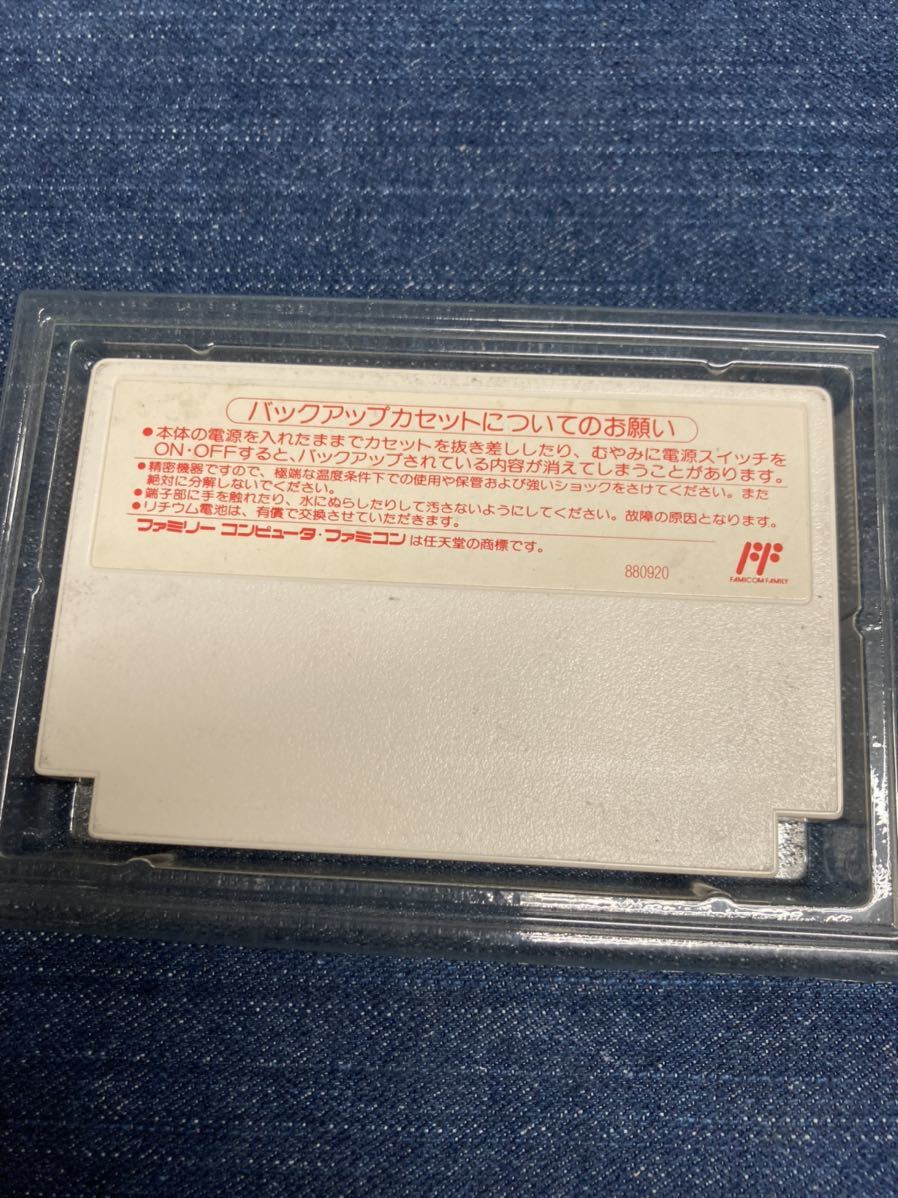 バックアップカセットについてのお願い
●本体の電源を入れたままでカセットを抜き差ししたり、むやみに電源スイッチを
ON・OFFすると、バックアップされている内容が消えてしまうことがあります。
●精密機器ですので、極端な温度条件下での使用や保管および強いショックをさけてください。また
絶対に分解しないでください。
●端子部に手を触れたり、水にぬらしたりして汚さないようにしてください。故障の原因となります。
●リチウム電池は、有償で交換させていただきます。
ファミリー コンピュータ・ファミコンは任天堂の商標です。
880920
FAMICOM FAMILY